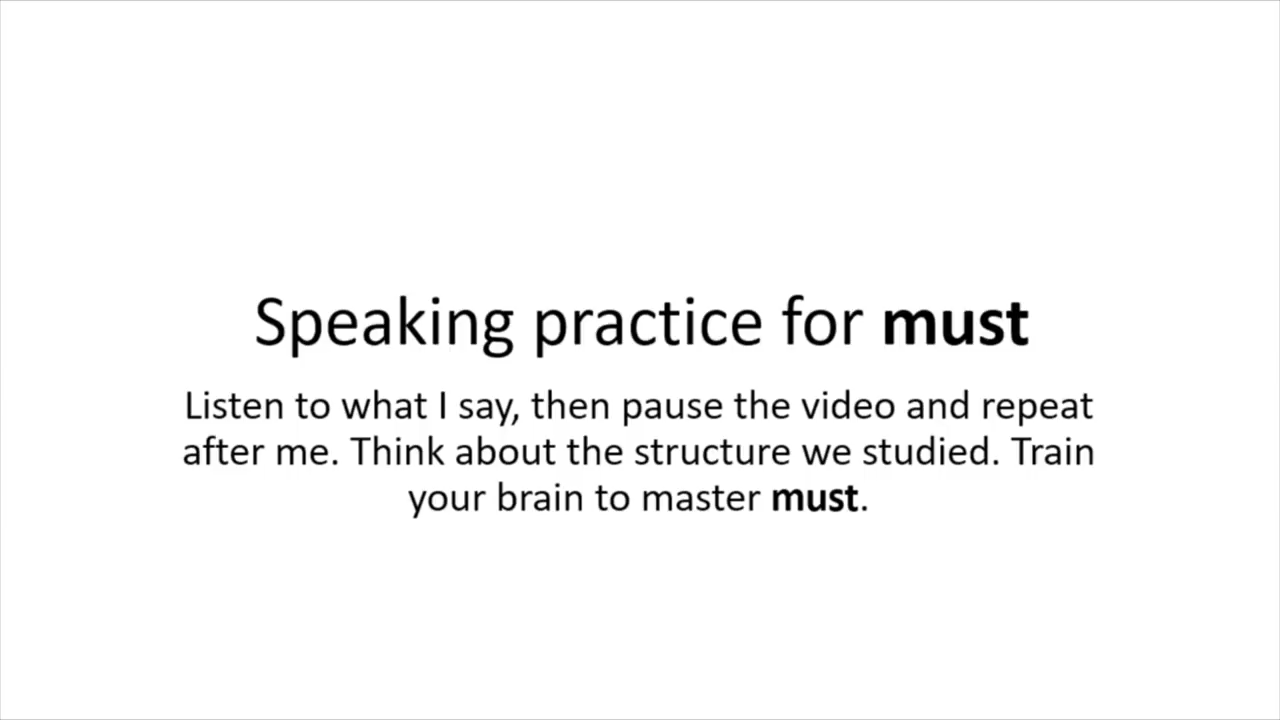 Speaking practice for must
Listen to what I say, then pause the video and repeat
after me. Think about the structure we studied. Train
your brain to master must.